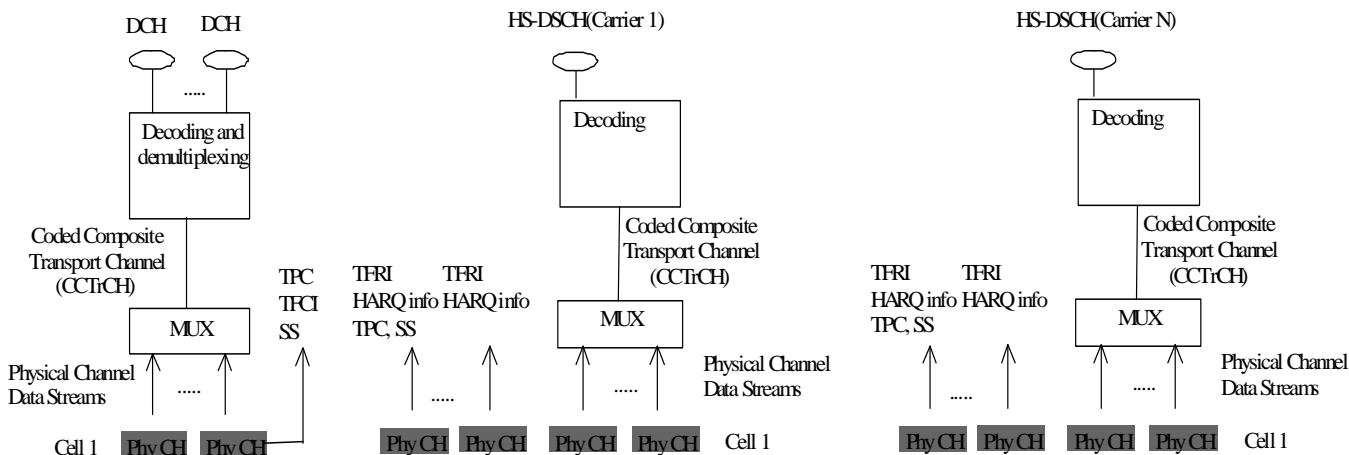 DCH DCH
.....
Decoding and
demultiplexing
Coded Composite
Transport Channel
(CCTrCH)
TPC
TFCI
SS
MUX
Physical Channel
Data Streams
.....
Cell 1 Phy CH Phy CH
HS-DSCH(Carrier 1)
Decoding
Coded Composite
Transport Channel
(CCTrCH)
TFRI TFRI
HARQ info HARQ info
TPC, SS
MUX
Physical Channel
Data Streams
..... .....
Phy CH Phy CH Phy CH Phy CH Cell 1
HS-DSCH(Carrier N)
Decoding
Coded Composite
Transport Channel
(CCTrCH)
TFRI TFRI
HARQ info HARQ info
TPC, SS
MUX
Physical Channel
Data Streams
..... .....
Phy CH Phy CH Phy CH Phy CH Cell 1